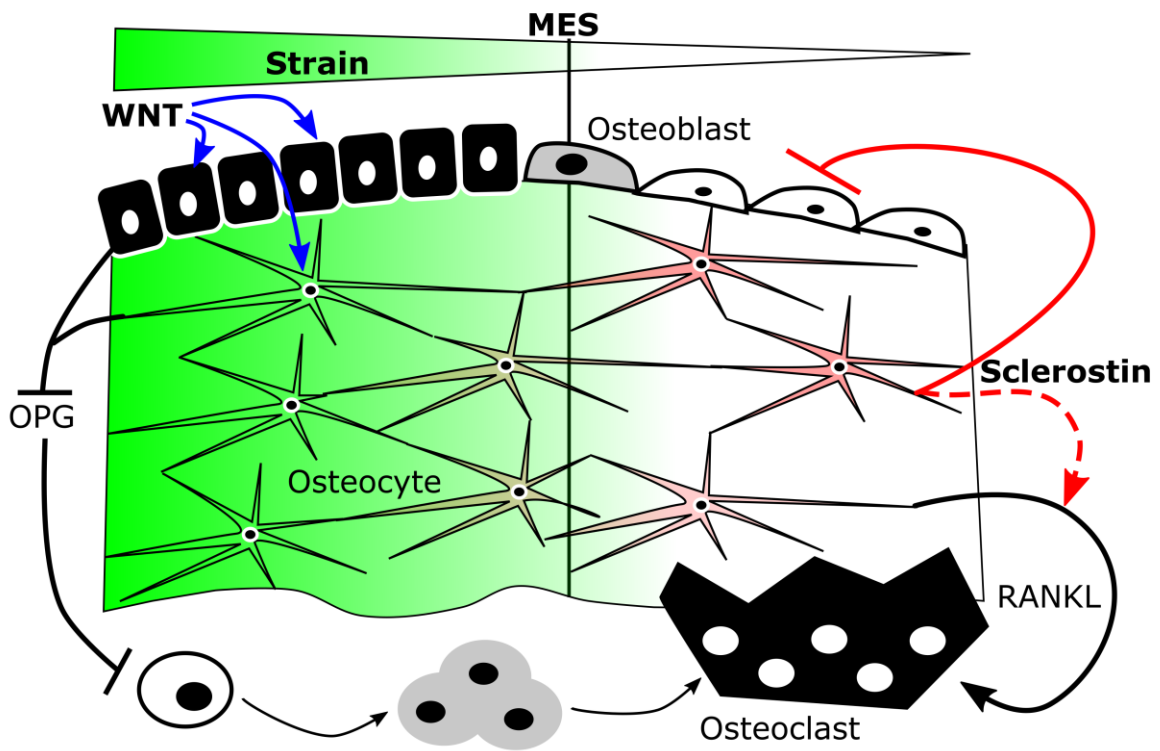 MES
Strain
WNT
Osteoblast
Sclerostin
OPG
Osteocyte
RANKL
Osteoclast